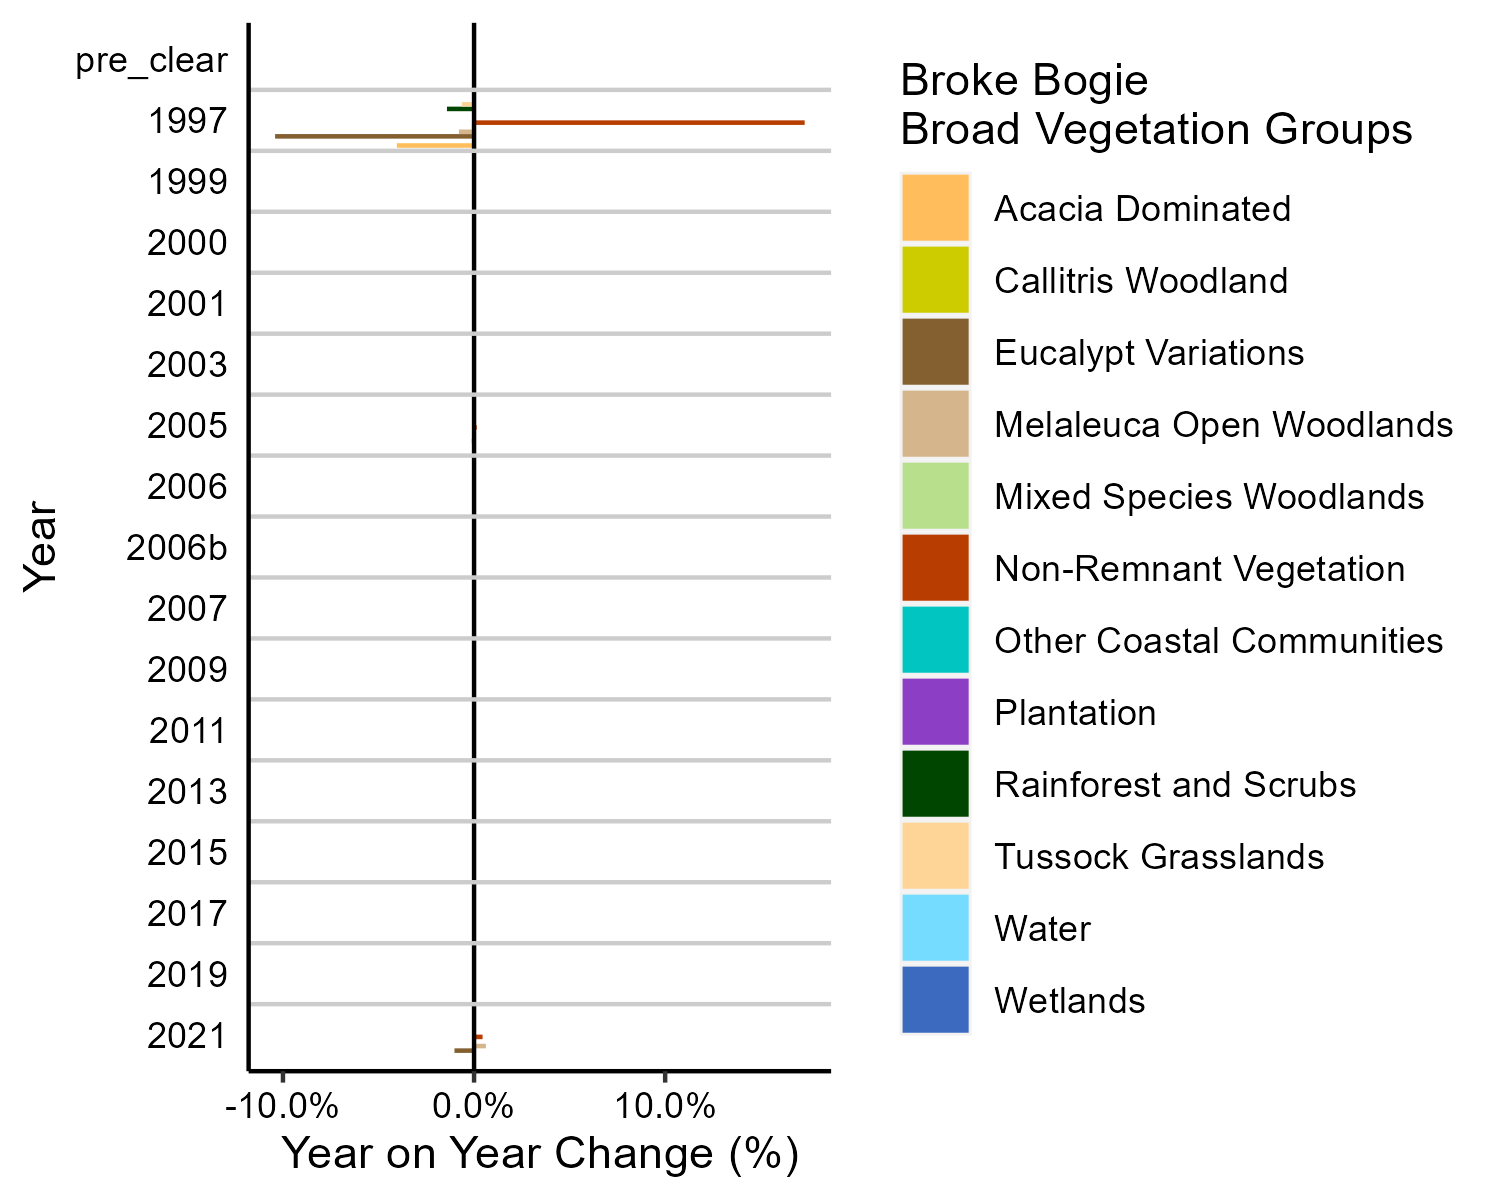 pre_clear
1997
1999
2000
2001
2003
2005
2006
2006b
2007
2009
2011
2013
2015
2017
2019
2021
Year
-10.0% 0.0% 10.0%
Year on Year Change (%)
Broke Bogie
Broad Vegetation Groups
Acacia Dominated
Callitris Woodland
Eucalypt Variations
Melaleuca Open Woodlands
Mixed Species Woodlands
Non-Remnant Vegetation
Other Coastal Communities
Plantation
Rainforest and Scrubs
Tussock Grasslands
Water
Wetlands